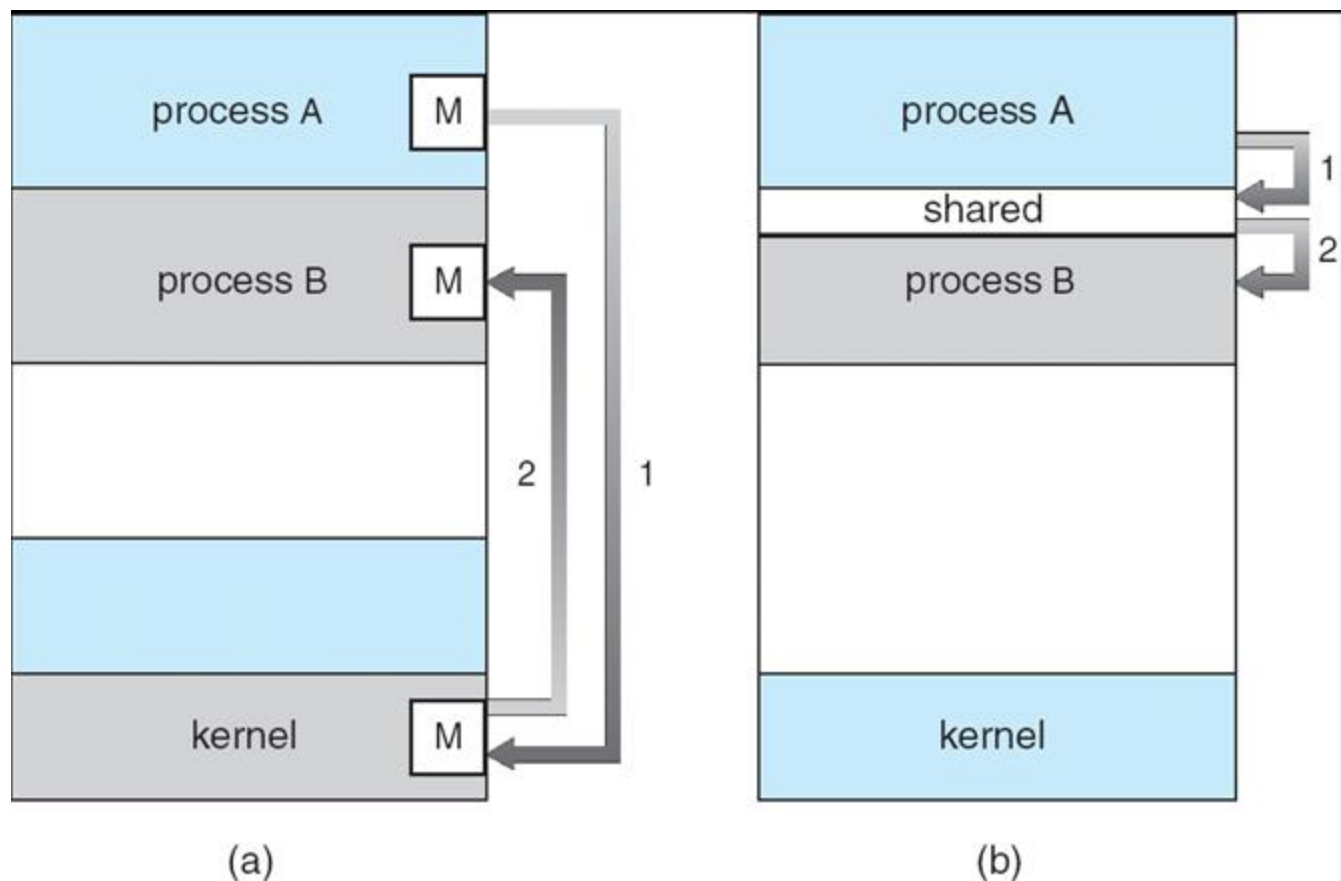 process A
M
process B
M
2
1
kernel
M
(a)
process A
1
shared
2
process B
kernel
(b)